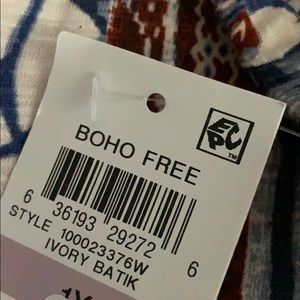 BOHO FREE
6 36193 29272 6
STYLE 100023376W
IVORY BATIK